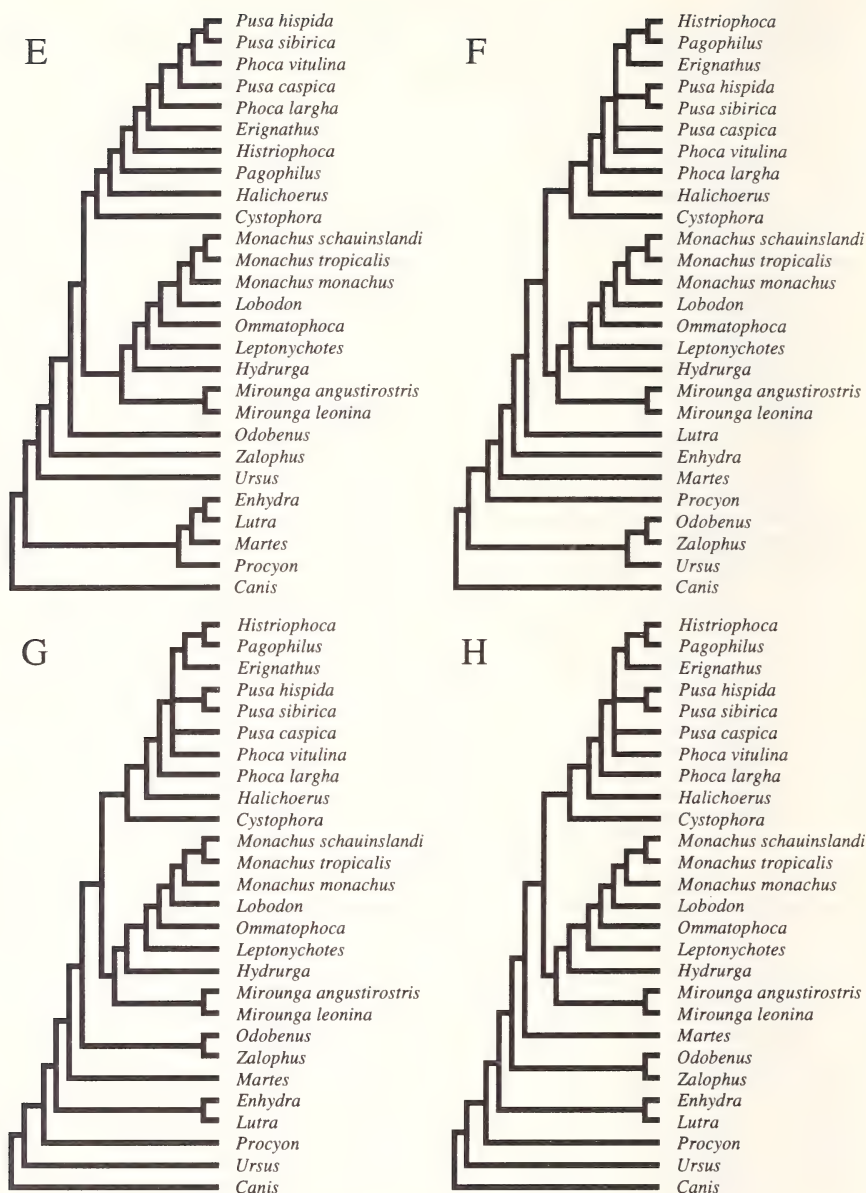 E
Pusa hispida
Pusa sibirica
Phoca vitulina
Pusa caspica
Phoca largha
Erignathus
Histriophoca
Pagophilus
Halichoerus
Cystophora
Monachus schauinslandi
Monachus tropicalis
Monachus monachus
Lobodon
Ommatophoca
Leptonychotes
Hydrurga
Mirounga angustirostris
Mirounga leonina
Odobenus
Zalophus
Ursus
Enhydra
Lutra
Martes
Procyon
Canis
F
Histriophoca
Pagophilus
Erignathus
Pusa hispida
Pusa sibirica
Pusa caspica
Phoca vitulina
Phoca largha
Halichoerus
Cystophora
Monachus schauinslandi
Monachus tropicalis
Monachus monachus
Lobodon
Ommatophoca
Leptonychotes
Hydrurga
Mirounga angustirostris
Mirounga leonina
Lutra
Enhydra
Martes
Procyon
Odobenus
Zalophus
Ursus
Canis
G
Histriophoca
Pagophilus
Erignathus
Pusa hispida
Pusa sibirica
Pusa caspica
Phoca vitulina
Phoca largha
Halichoerus
Cystophora
Monachus schauinslandi
Monachus tropicalis
Monachus monachus
Lobodon
Ommatophoca
Leptonychotes
Hydrurga
Mirounga angustirostris
Mirounga leonina
Odobenus
Zalophus
Martes
Enhydra
Lutra
Procyon
Ursus
Canis
H
Histriophoca
Pagophilus
Erignathus
Pusa hispida
Pusa sibirica
Pusa caspica
Phoca vitulina
Phoca largha
Halichoerus
Cystophora
Monachus schauinslandi
Monachus tropicalis
Monachus monachus
Lobodon
Ommatophoca
Leptonychotes
Hydrurga
Mirounga angustirostris
Mirounga leonina
Martes
Odobenus
Zalophus
Enhydra
Lutra
Procyon
Ursus
Canis